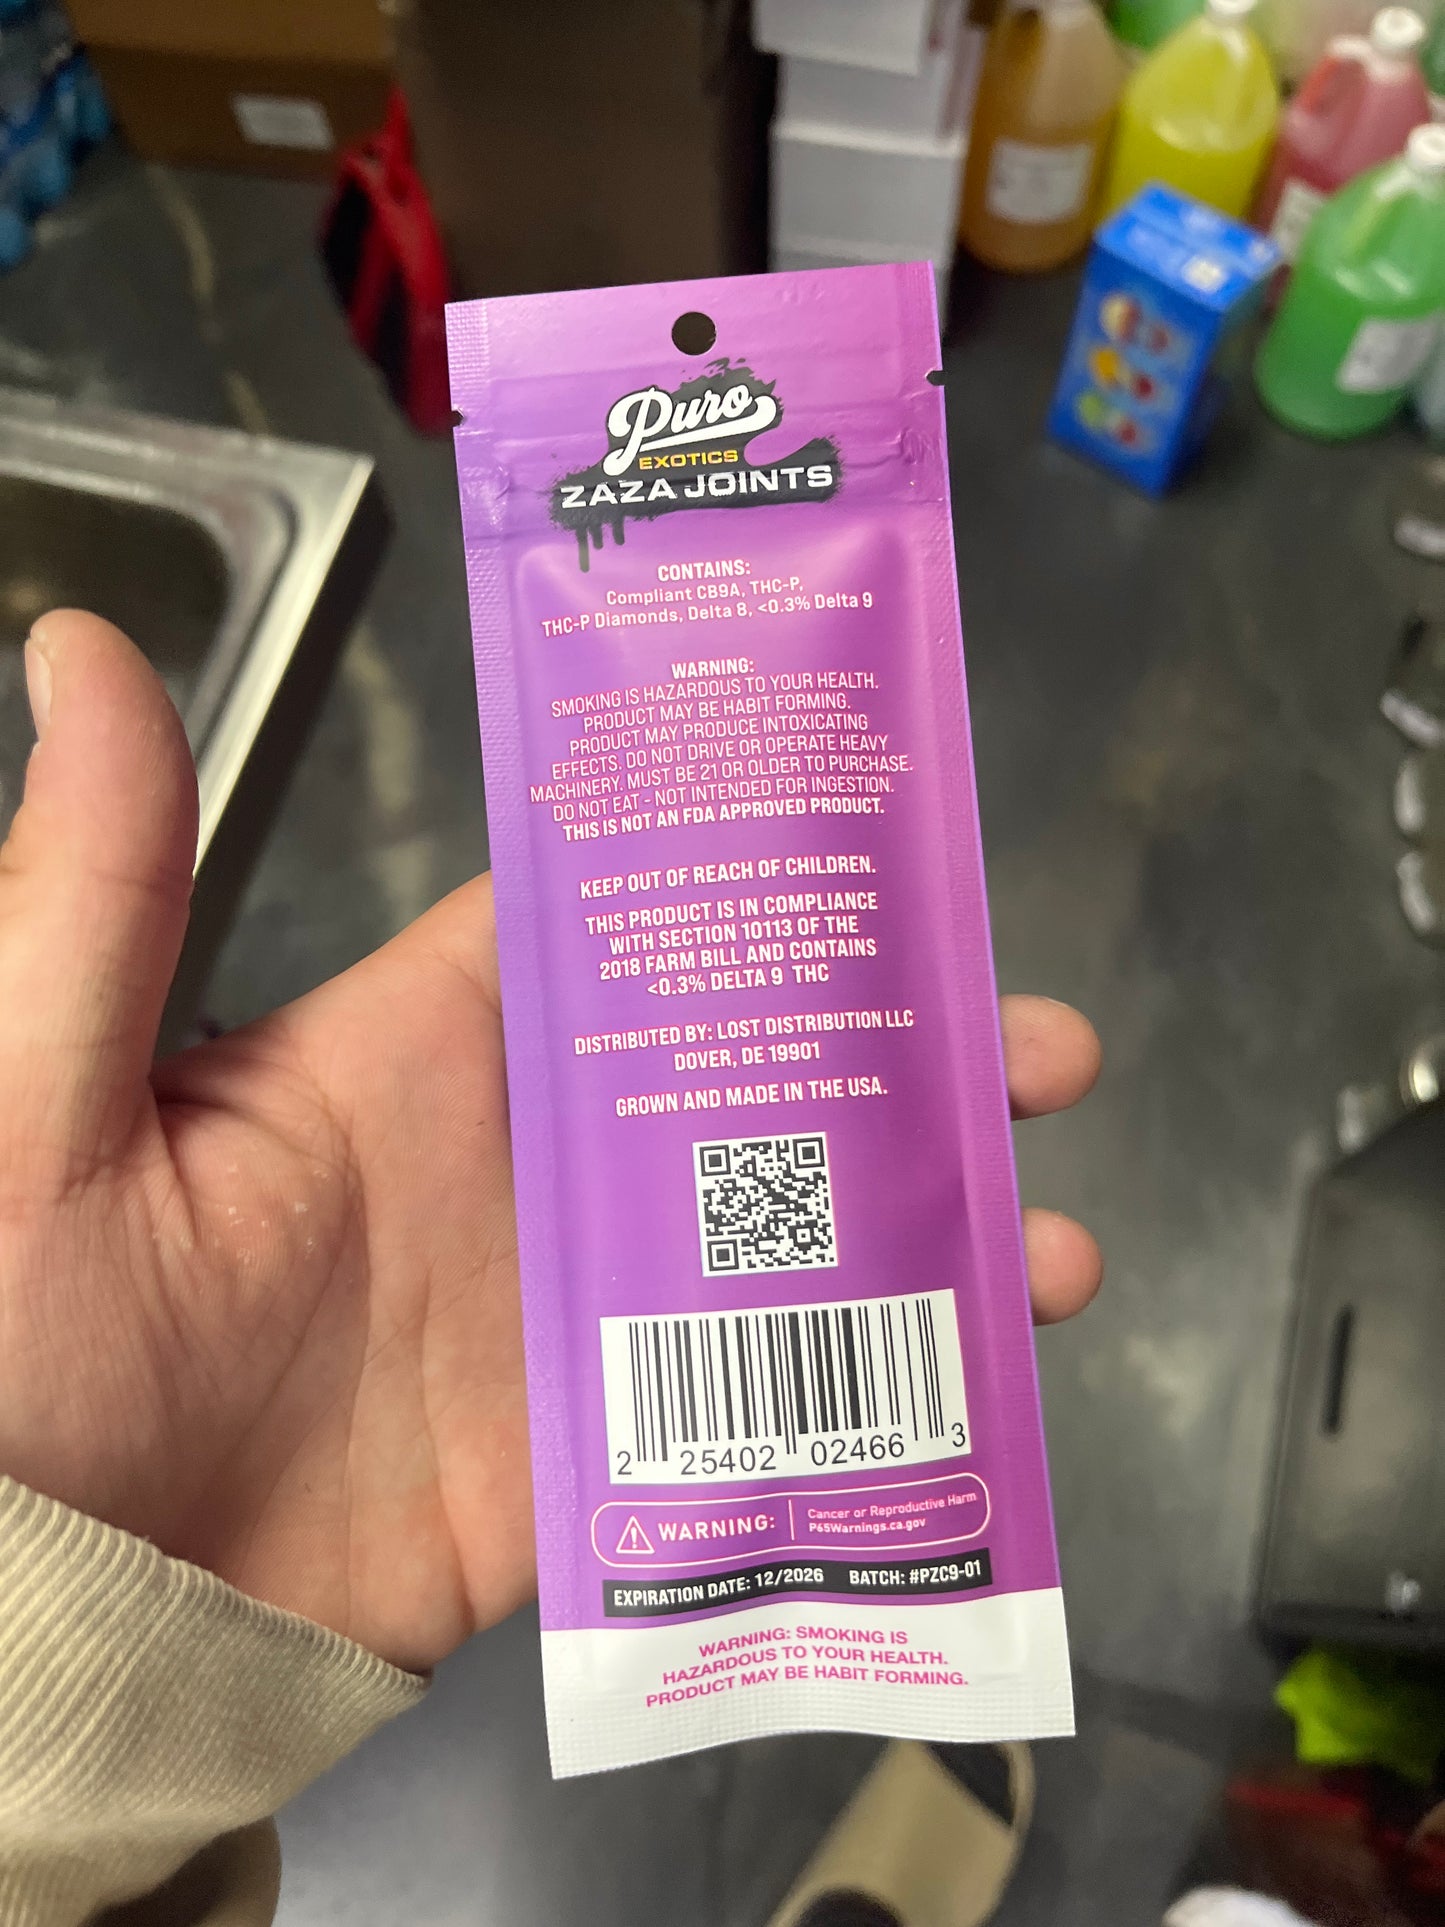 Puro
EXOTICS
ZAZA JOINTS
CONTAINS:
Compliant CB9A, THC-P,
THC-P Diamonds, Delta 8, <0.3% Delta 9
WARNING:
SMOKING IS HAZARDOUS TO YOUR HEALTH.
PRODUCT MAY BE HABIT FORMING.
PRODUCT MAY PRODUCE INTOXICATING
EFFECTS. DO NOT DRIVE OR OPERATE HEAVY
MACHINERY. MUST BE 21 OR OLDER TO PURCHASE.
DO NOT EAT - NOT INTENDED FOR INGESTION.
THIS IS NOT AN FDA APPROVED PRODUCT.
KEEP OUT OF REACH OF CHILDREN.
THIS PRODUCT IS IN COMPLIANCE
WITH SECTION 10113 OF THE
2018 FARM BILL AND CONTAINS
<0.3% DELTA 9 THC
DISTRIBUTED BY: LOST DISTRIBUTION LLC
DOVER, DE 19901
GROWN AND MADE IN THE USA.
2 25402 02466 3
WARNING: Cancer or Reproductive Harm
P65Warnings.ca.gov
EXPIRATION DATE: 12/2026 BATCH: #PZC9-01
WARNING: SMOKING IS
HAZARDOUS TO YOUR HEALTH.
PRODUCT MAY BE HABIT FORMING.